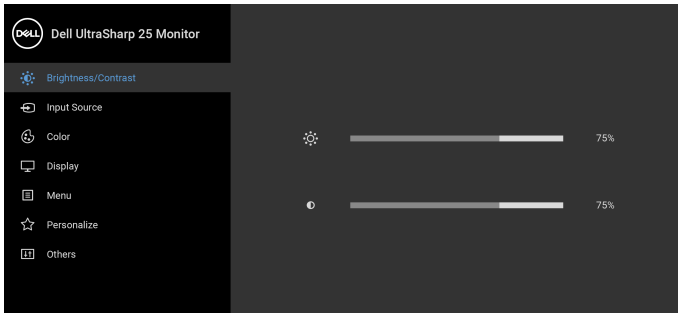 DELL Dell UltraSharp 25 Monitor
Brightness/Contrast
Input Source
Color
Display
Menu
Personalize
Others
75%
75%